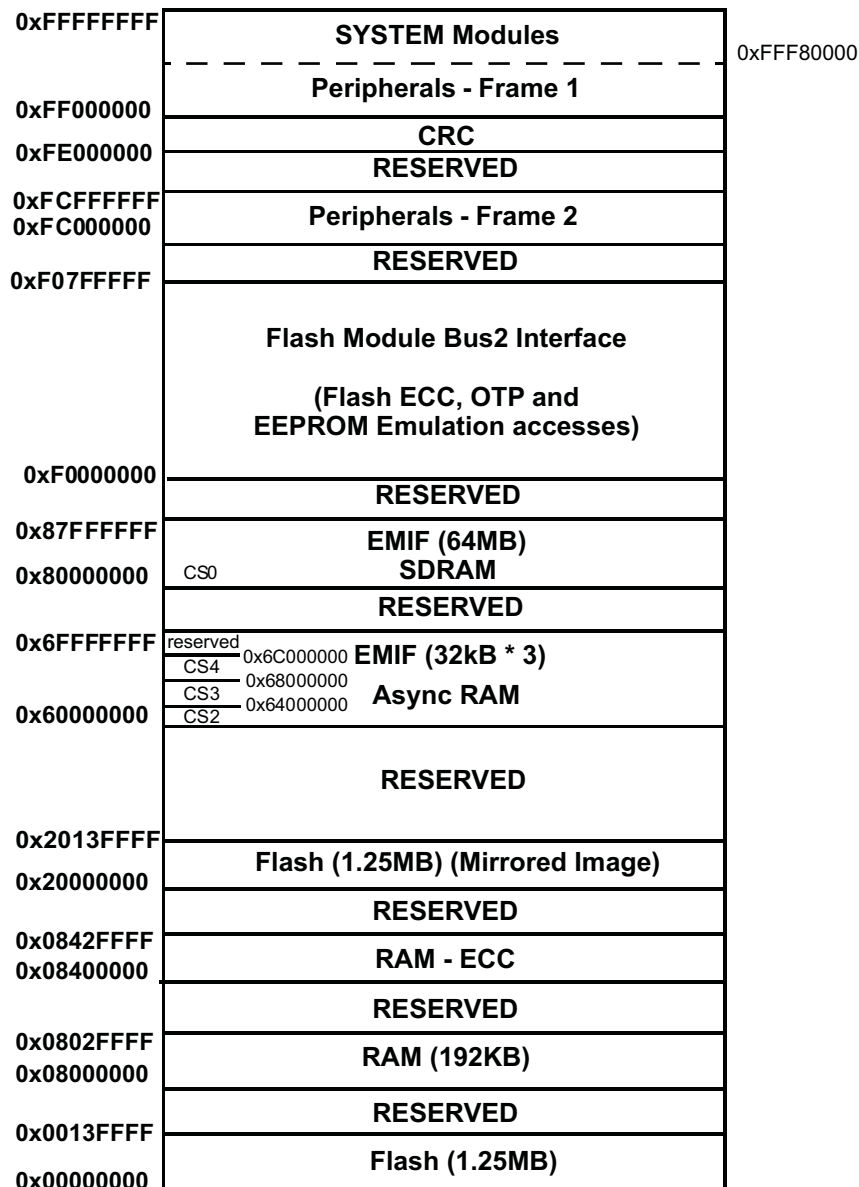 0xFFFFFFFF
SYSTEM Modules
0xFFF80000
Peripherals - Frame 1
0xFF000000
CRC
0xFE000000
RESERVED
0xFCFFFFFF
Peripherals - Frame 2
0xFC000000
RESERVED
0xF07FFFFF
Flash Module Bus2 Interface
(Flash ECC, OTP and
EEPROM Emulation accesses)
0xF0000000
RESERVED
0x87FFFFFF
EMIF (64MB)
0x80000000
CS0
SDRAM
RESERVED
0x6FFFFFFF
reserved
0x6C000000
EMIF (32kB * 3)
CS4
0x68000000
CS3
Async RAM
0x64000000
0x60000000
CS2
RESERVED
0x2013FFFF
Flash (1.25MB) (Mirrored Image)
0x20000000
RESERVED
0x0842FFFF
RAM - ECC
0x08400000
RESERVED
0x0802FFFF
RAM (192KB)
0x08000000
RESERVED
0x0013FFFF
Flash (1.25MB)
0x00000000